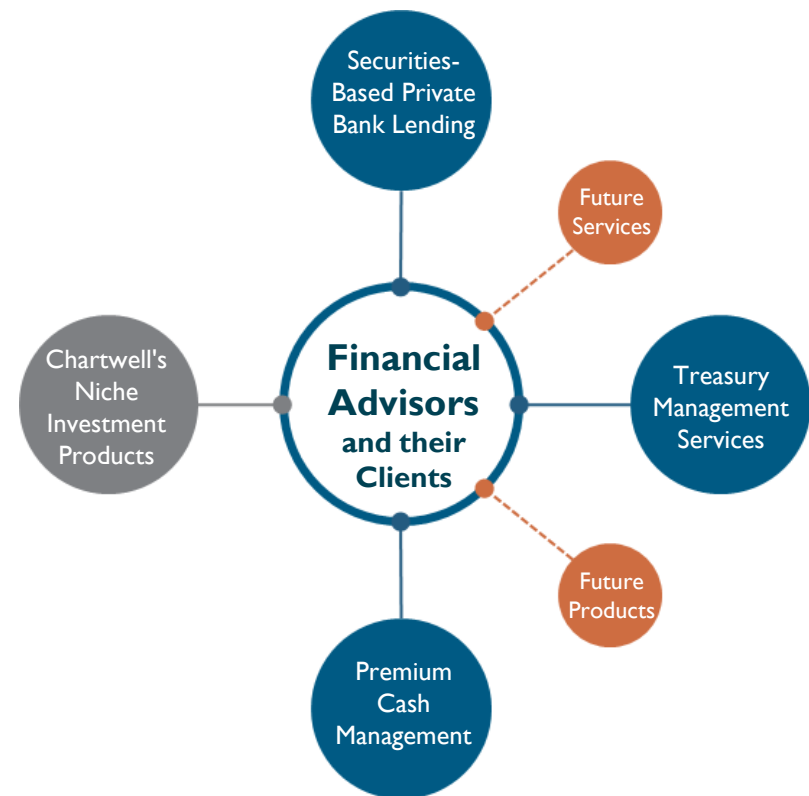 Securities-
Based Private
Bank Lending
Future
Services
Chartwell's
Niche
Investment
Products
Financial
Advisors
and their
Clients
Treasury
Management
Services
Future
Products
Premium
Cash
Management